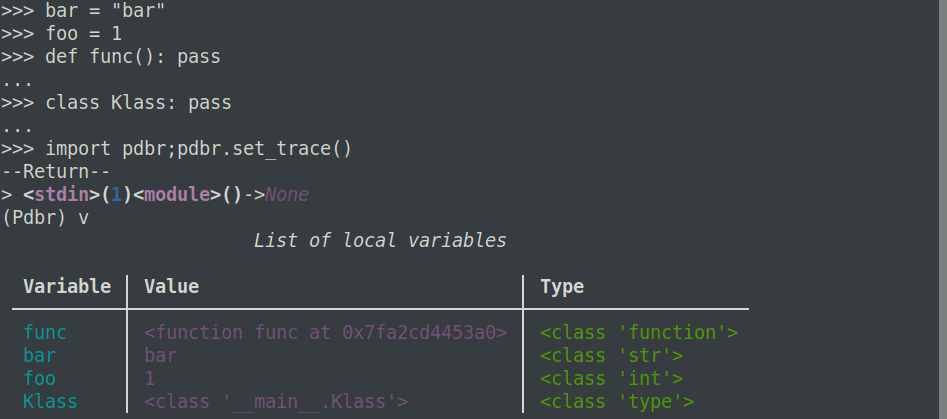 >>> bar = "bar"
>>> foo = 1
>>> def func(): pass
...
>>> class Klass: pass
...
>>> import pdbr;pdbr.set_trace()
--Return--
> <stdin>(1)<module>()->None
(Pdbr) v
List of local variables
Variable Value Type
func <function func at 0x7fa2cd4453a0> <class 'function'>
bar bar <class 'str'>
foo 1 <class 'int'>
Klass <class '__main__.Klass'> <class 'type'>